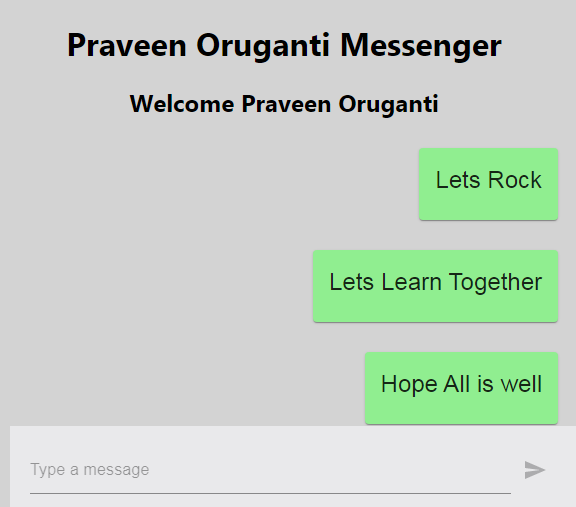 Praveen Oruganti Messenger
Welcome Praveen Oruganti
Lets Rock
Lets Learn Together
Hope All is well
Type a message